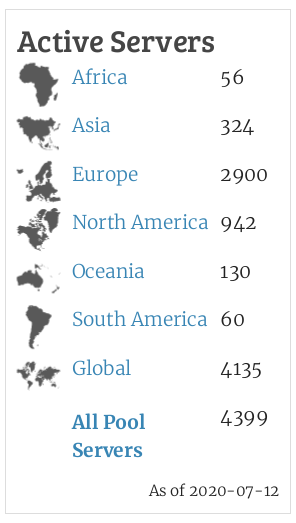 Active Servers
Africa 56
Asia 324
Europe 2900
North America 942
Oceania 130
South America 60
Global 4135
All Pool 4399
Servers
As of 2020-07-12